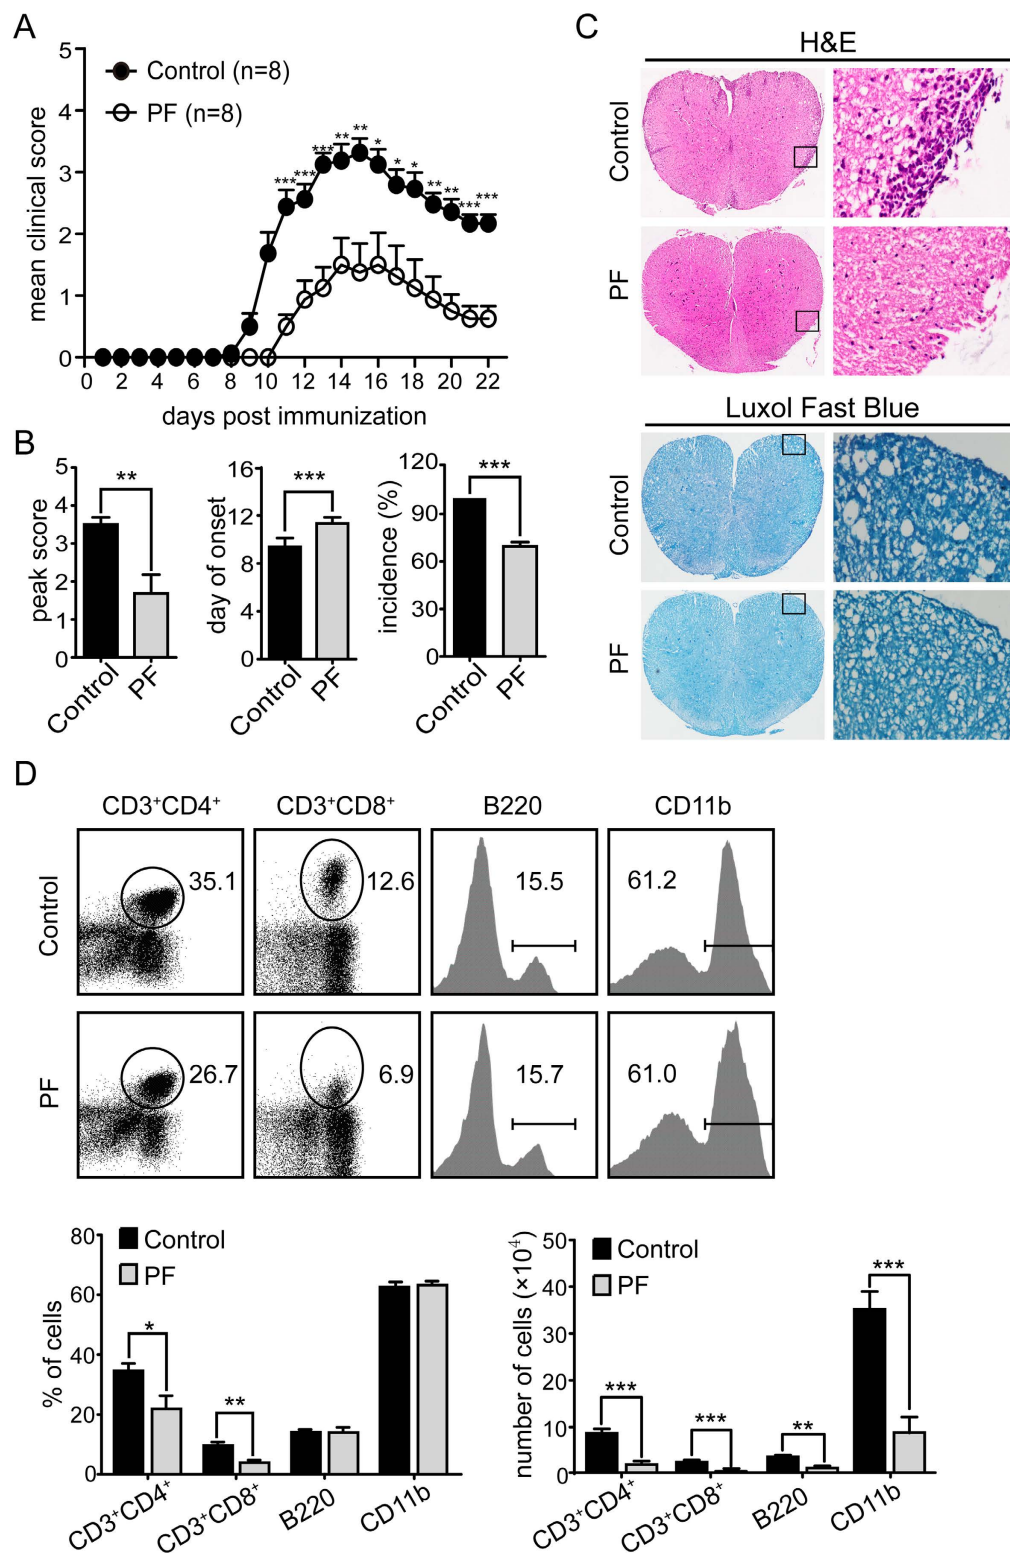 A
5
4
3
2
1
0
mean clinical score
Control (n=8)
PF (n=8)
*** *** *** ** ** * * * ** ** *** ***
0 2 4 6 8 10 12 14 16 18 20 22
days post immunization
B
5
4
3
2
1
0
peak score
**
Control
PF
16
12
8
4
0
day of onset
***
Control
PF
120
90
60
30
0
incidence (%)
***
Control
PF
C
H&E
Control
PF
Luxol Fast Blue
Control
PF
D
CD3⁺CD4⁺ CD3⁺CD8⁺ B220 CD11b
Control
35.1 12.6 15.5 61.2
PF
26.7 6.9 15.7 61.0
80
60
40
20
0
% of cells
Control
PF
*
**
CD3⁺CD4⁺
CD3⁺CD8⁺
B220
CD11b
50
40
30
20
10
0
number of cells (×10⁴)
Control
PF
***
***
**
***
CD3⁺CD4⁺
CD3⁺CD8⁺
B220
CD11b